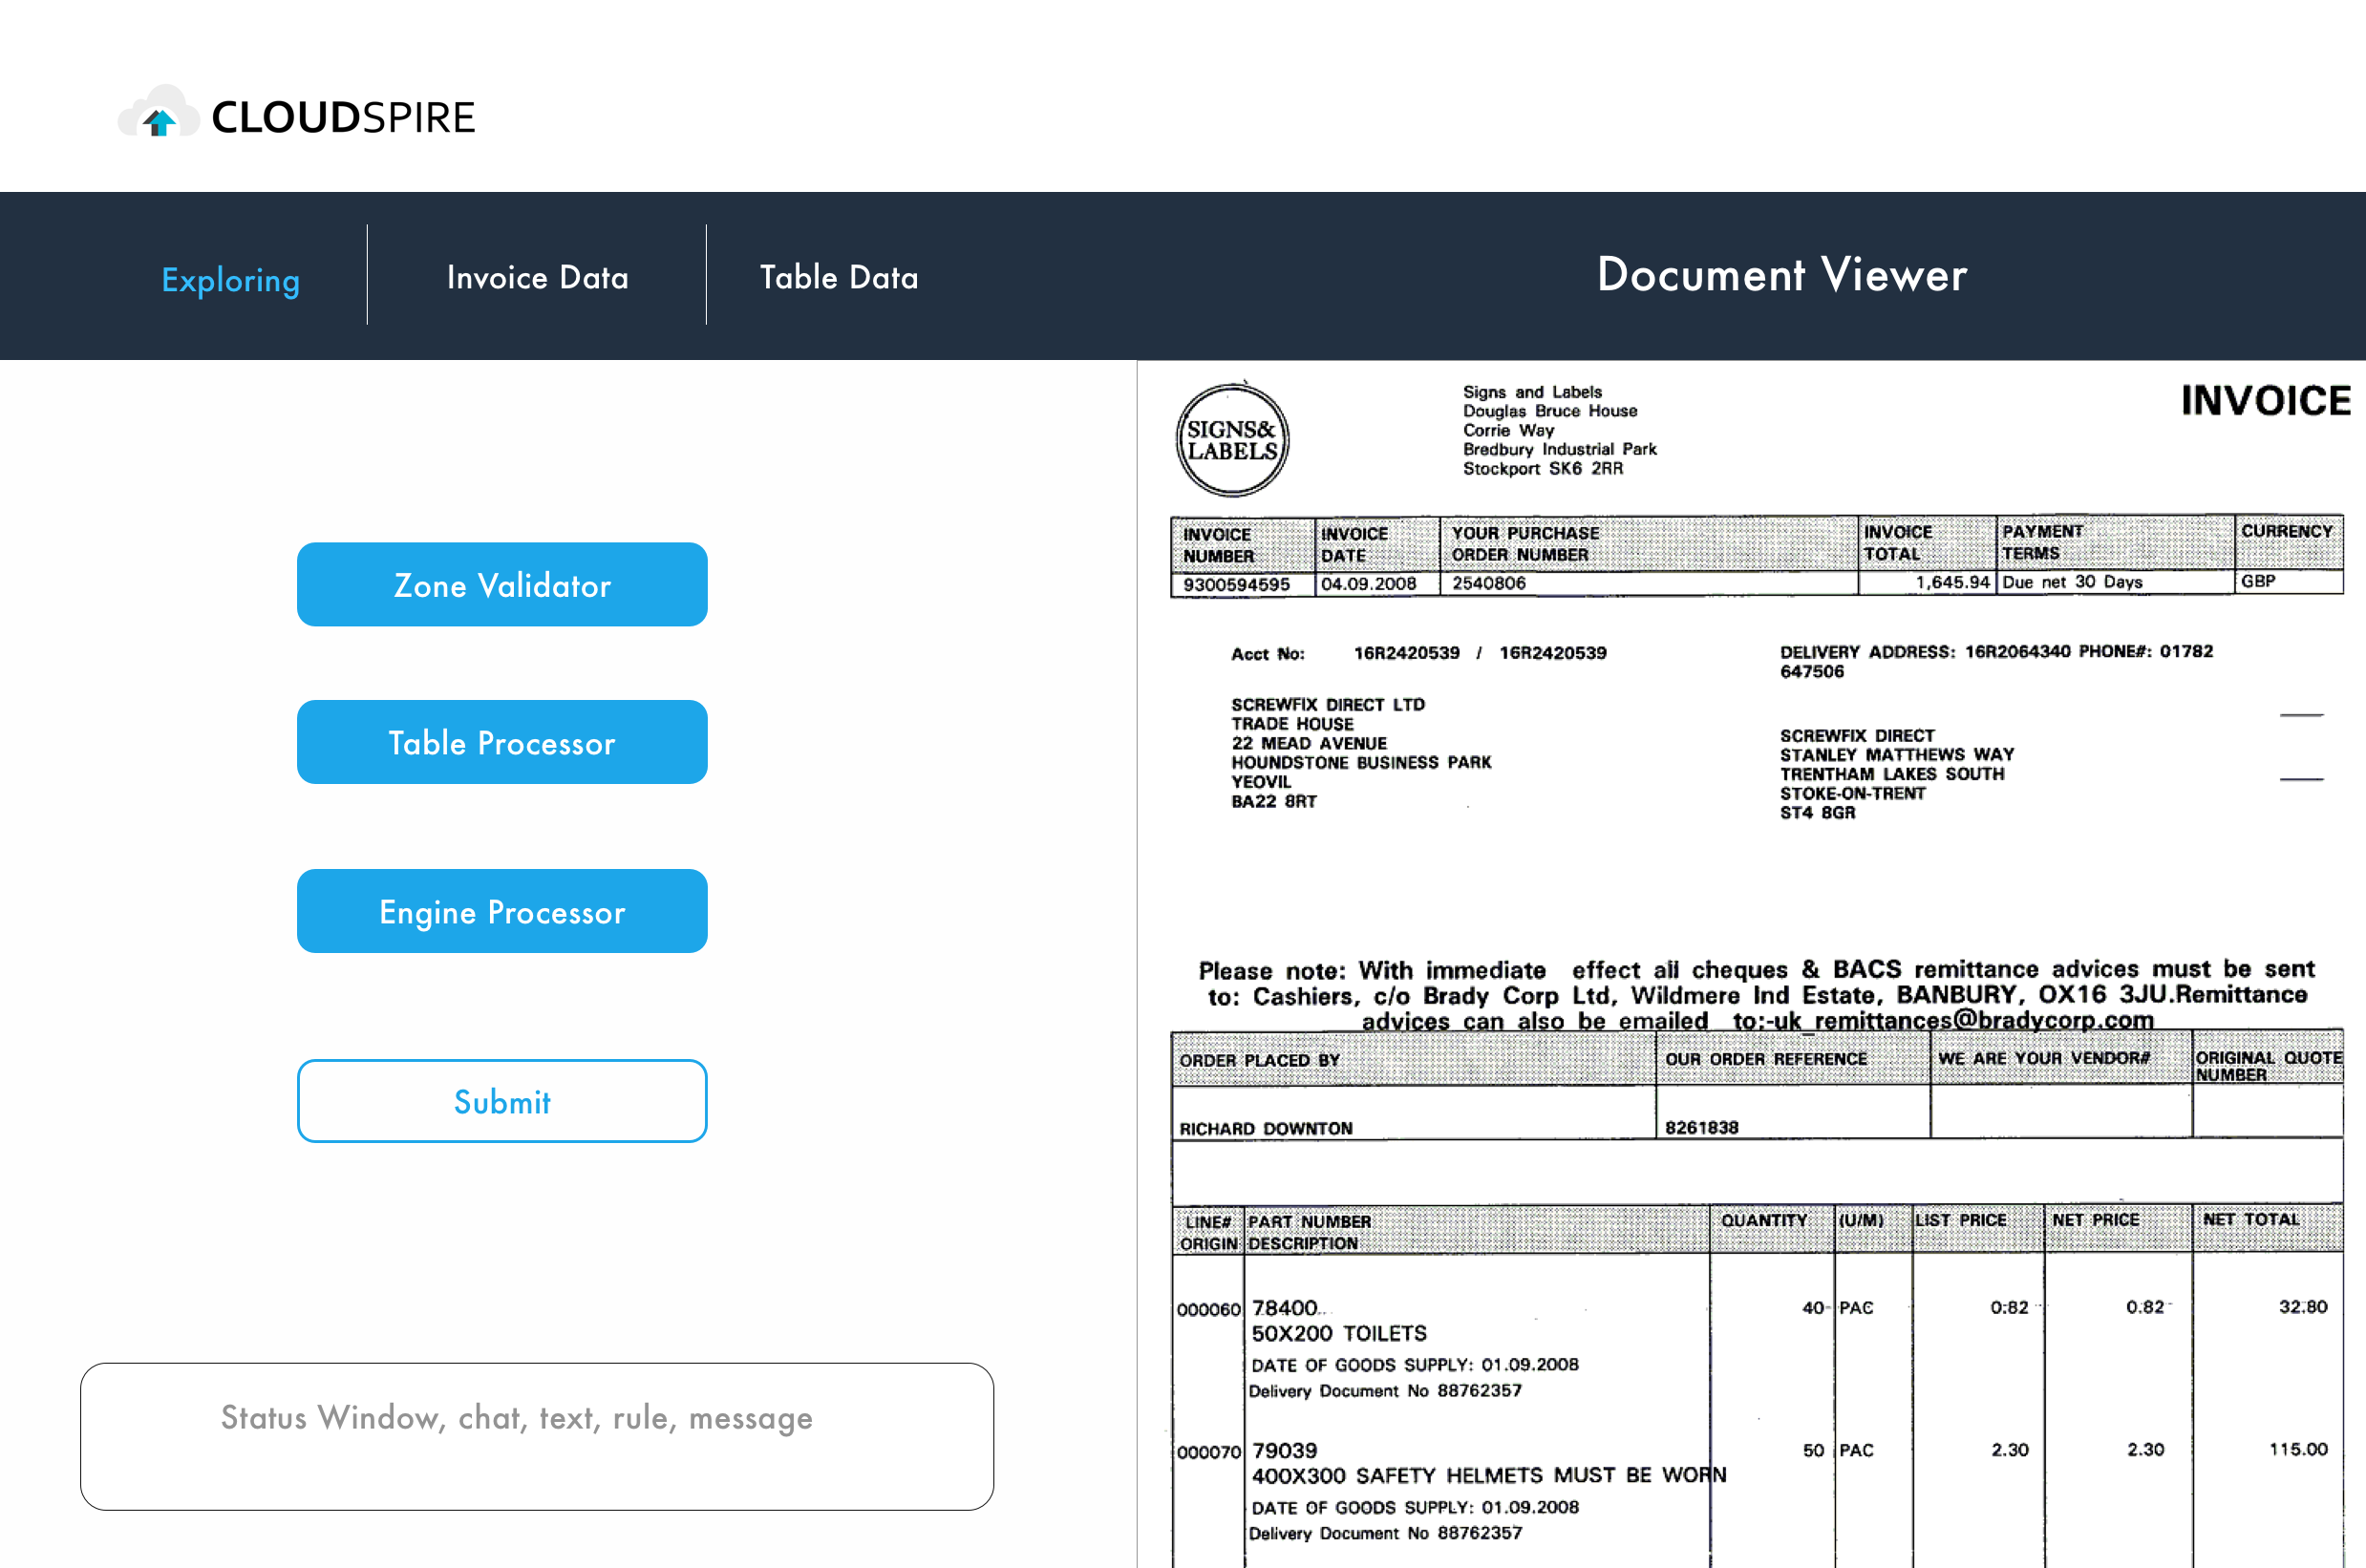 CLOUDSPIRE
Exploring
Invoice Data
Table Data
Document Viewer
Zone Validator
Table Processor
Engine Processor
Submit
Status Window, chat, text, rule, message
SIGNS&
LABELS
Signs and Labels
Douglas Bruce House
Corrie Way
Bredbury Industrial Park
Stockport SK6 2RR
INVOICE
INVOICE NUMBER
INVOICE DATE
YOUR PURCHASE ORDER NUMBER
INVOICE TOTAL
PAYMENT TERMS
CURRENCY
9300594595 04.09.2008 2540806 1,645.94 Due net 30 Days GBP
Acct No: 16R2420539 / 16R2420539
SCREWFIX DIRECT LTD
TRADE HOUSE
22 MEAD AVENUE
HOUNDSTONE BUSINESS PARK
YEOVIL
BA22 8RT
DELIVERY ADDRESS: 16R2064340 PHONE#: 01782
647506
SCREWFIX DIRECT
STANLEY MATTHEWS WAY
TRENTHAM LAKES SOUTH
STOKE-ON-TRENT
ST4 8GR
Please note: With immediate effect all cheques & BACS remittance advices must be sent
to: Cashiers, c/o Brady Corp Ltd, Wildmere Ind Estate, BANBURY, OX16 3JU.Remittance
advices can also be emailed to:-uk_remittances@bradycorp.com
ORDER PLACED BY
OUR ORDER REFERENCE
WE ARE YOUR VENDOR#
ORIGINAL QUOTE NUMBER
RICHARD DOWNTON 8261838
LINE# ORIGIN
PART NUMBER DESCRIPTION
QUANTITY
(U/M)
LIST PRICE
NET PRICE
NET TOTAL
000060 78400 40 PAC 0.82 0.82 32.80
50X200 TOILETS
DATE OF GOODS SUPPLY: 01.09.2008
Delivery Document No 88762357
000070 79039 50 PAC 2.30 2.30 115.00
400X300 SAFETY HELMETS MUST BE WORN
DATE OF GOODS SUPPLY: 01.09.2008
Delivery Document No 88762357